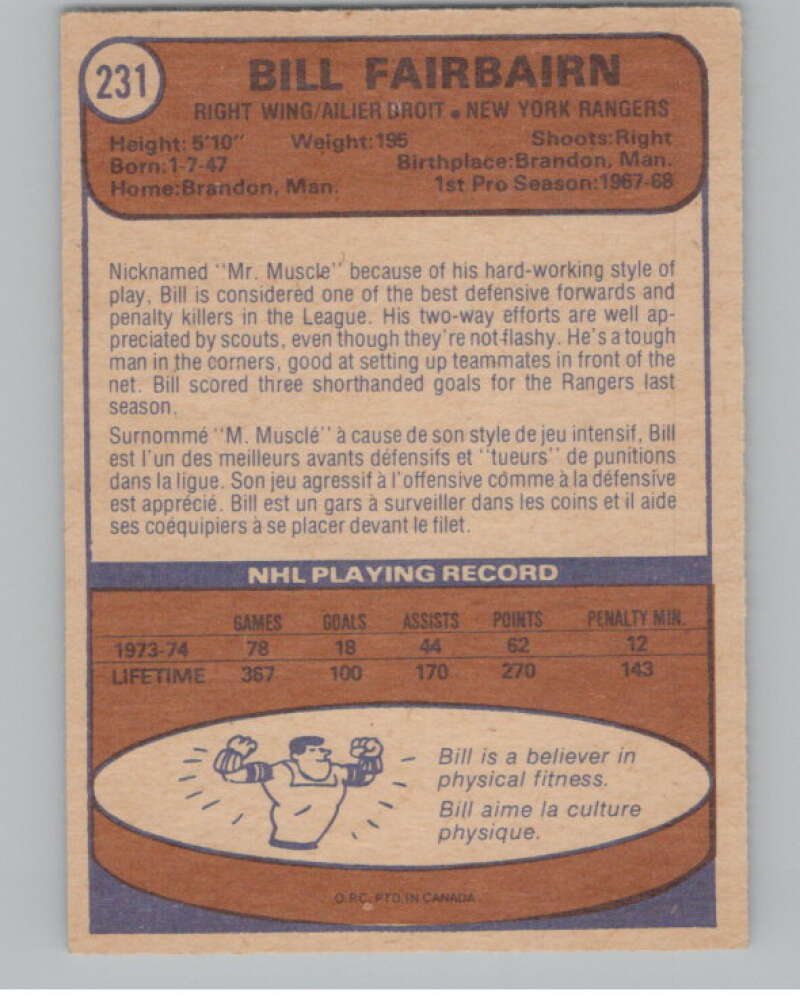 231
BILL FAIRBAIRN
RIGHT WING/AILIER DROIT • NEW YORK RANGERS
Height: 5'10" Weight:195 Shoots:Right
Born:1-7-47 Birthplace:Brandon, Man.
Home:Brandon, Man. 1st Pro Season:1967-68
Nicknamed "Mr. Muscle" because of his hard-working style of
play, Bill is considered one of the best defensive forwards and
penalty killers in the League. His two-way efforts are well ap-
preciated by scouts, even though they're not flashy. He's a tough
man in the corners, good at setting up teammates in front of the
net. Bill scored three shorthanded goals for the Rangers last
season.
Surnommé "M. Musclé" à cause de son style de jeu intensif, Bill
est l'un des meilleurs avants défensifs et "tueurs" de punitions
dans la ligue. Son jeu agressif à l'offensive comme à la défensive
est apprécié. Bill est un gars à surveiller dans les coins et il aide
ses coéquipiers à se placer devant le filet.
NHL PLAYING RECORD
GAMES GOALS ASSISTS POINTS PENALTY MIN.
1973-74 78 18 44 62 12
LIFETIME 367 100 170 270 143
Bill is a believer in
physical fitness.
Bill aime la culture
physique.
O.P.C. PTD. IN CANADA